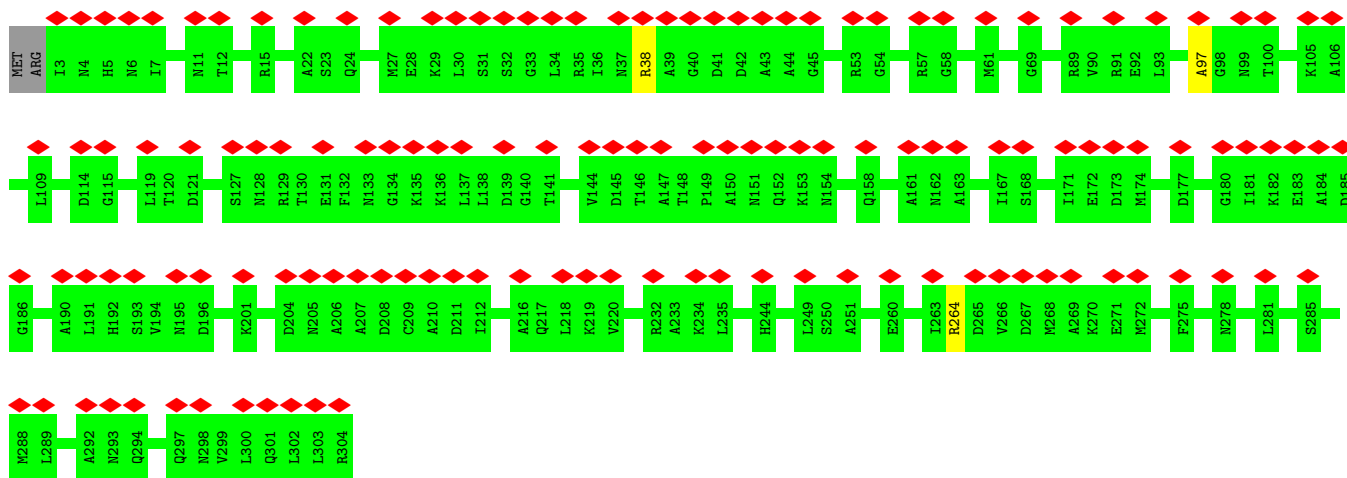 MET ARG I3 N4 H5 N6 I7 N11 T12 R15 A22 S23 Q24 M27 E28 K29 L30 S31 S32 G33 L34 R35 I36 N37 R38 A39 G40 D41 D42 A43 A44 G45 R53 G54 R57 G58 M61 G69 R89 V90 R91 E92 L93 A97 G98 N99 T100 K105 A106
L109 D114 G115 L119 T120 D121 S127 N128 R129 T130 E131 F132 N133 G134 K135 K136 L137 L138 D139 G140 T141 V144 D145 T146 A147 T148 P149 A150 N151 Q152 K153 N154 Q158 A161 N162 A163 I167 S168 I171 E172 D173 M174 D177 G180 I181 K182 E183 A184 D185
G186 A190 L191 H192 S193 V194 N195 D196 K201 D204 N205 A206 A207 D208 C209 A210 D211 I212 A216 Q217 L218 K219 V220 R232 A233 K234 L235 H244 L249 S250 A251 E260 I263 R264 D265 V266 D267 M268 A269 K270 E271 M272 F275 N278 L281 S285
M288 L289 A292 N293 Q294 Q297 N298 V299 L300 Q301 L302 L303 R304